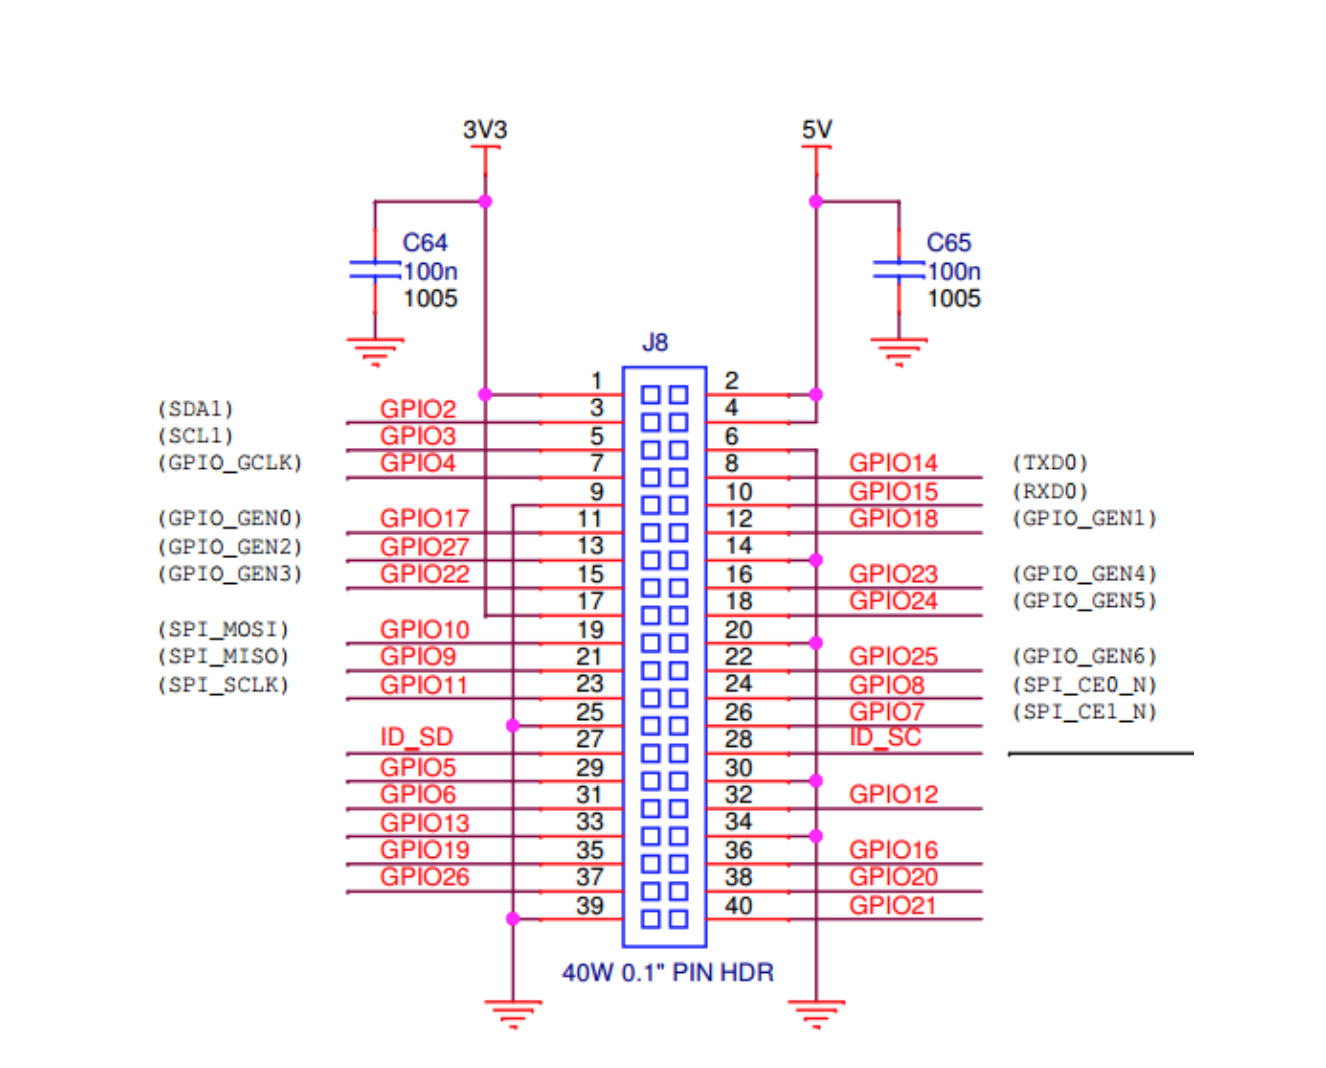 3V3 5V
C64 C65
100n 100n
1005 1005
J8
1 2
(SDA1) GPIO2 3 4
(SCL1) GPIO3 5 6
(GPIO_GCLK) GPIO4 7 8 GPIO14 (TXD0)
9 10 GPIO15 (RXD0)
(GPIO_GEN0) GPIO17 11 12 GPIO18 (GPIO_GEN1)
(GPIO_GEN2) GPIO27 13 14
(GPIO_GEN3) GPIO22 15 16 GPIO23 (GPIO_GEN4)
17 18 GPIO24 (GPIO_GEN5)
(SPI_MOSI) GPIO10 19 20
(SPI_MISO) GPIO9 21 22 GPIO25 (GPIO_GEN6)
(SPI_SCLK) GPIO11 23 24 GPIO8 (SPI_CE0_N)
25 26 GPIO7 (SPI_CE1_N)
ID_SD 27 28 ID_SC
GPIO5 29 30
GPIO6 31 32 GPIO12
GPIO13 33 34
GPIO19 35 36 GPIO16
GPIO26 37 38 GPIO20
39 40 GPIO21
40W 0.1" PIN HDR